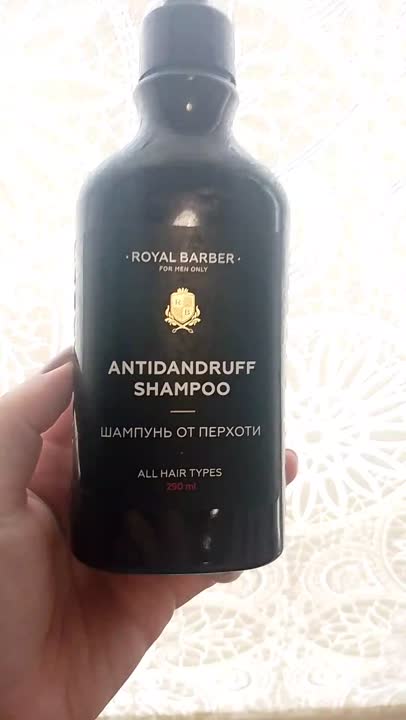 · ROYAL BARBER ·
FOR MEN ONLY
R B
ANTIDANDRUFF
SHAMPOO
ШАМПУНЬ ОТ ПЕРХОТИ
ALL HAIR TYPES
290 ml